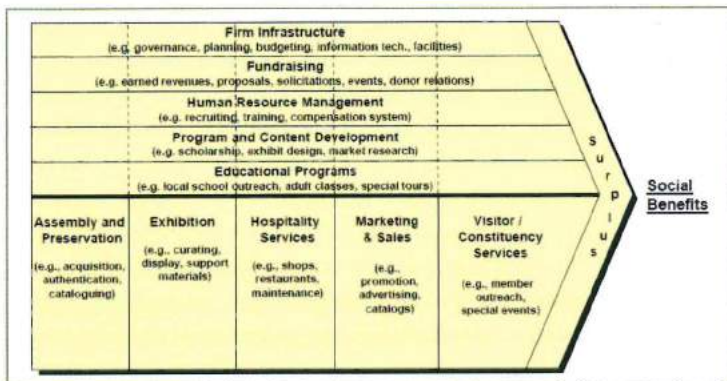 Firm Infrastructure
(e.g. governance, planning, budgeting, information tech., facilities)
Fundraising
(e.g. earned revenues, proposals, solicitations, events, donor relations)
Human Resource Management
(e.g. recruiting, training, compensation system)
Program and Content Development
(e.g. scholarship, exhibit design, market research)
Educational Programs
(e.g. local school outreach, adult classes, special tours)
Assembly and
Preservation
(e.g., acquisition,
authentication,
cataloguing)
Exhibition
(e.g., curating,
display, support
materials)
Hospitality
Services
(e.g., shops,
restaurants,
maintenance)
Marketing
& Sales
(e.g.,
promotion,
advertising,
catalogs)
Visitor /
Constituency
Services
(e.g., member
outreach,
special events)
Surplus
Social
Benefits